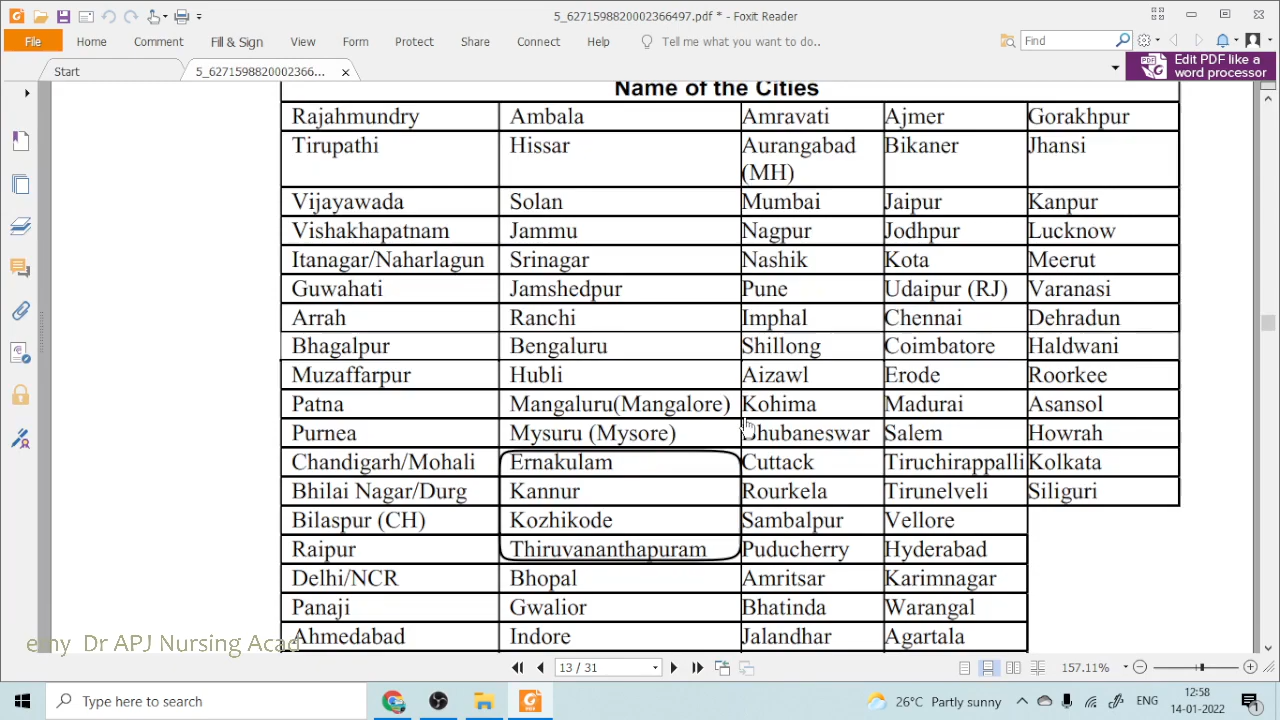 5_6271598820002366497.pdf * - Foxit Reader
File Home Comment Fill & Sign View Form Protect Share Connect Help Tell me what you want to do.. Find
Start 5_6271598820002366... Edit PDF like a
word processor
Name of the Cities
Rajahmundry Ambala Amravati Ajmer Gorakhpur
Tirupathi Hissar Aurangabad Bikaner Jhansi
(MH)
Vijayawada Solan Mumbai Jaipur Kanpur
Vishakhapatnam Jammu Nagpur Jodhpur Lucknow
Itanagar/Naharlagun Srinagar Nashik Kota Meerut
Guwahati Jamshedpur Pune Udaipur (RJ) Varanasi
Arrah Ranchi Imphal Chennai Dehradun
Bhagalpur Bengaluru Shillong Coimbatore Haldwani
Muzaffarpur Hubli Aizawl Erode Roorkee
Patna Mangaluru(Mangalore) Kohima Madurai Asansol
Purnea Mysuru (Mysore) Bhubaneswar Salem Howrah
Chandigarh/Mohali Ernakulam Cuttack Tiruchirappalli Kolkata
Bhilai Nagar/Durg Kannur Rourkela Tirunelveli Siliguri
Bilaspur (CH) Kozhikode Sambalpur Vellore
Raipur Thiruvananthapuram Puducherry Hyderabad
Delhi/NCR Bhopal Amritsar Karimnagar
Panaji Gwalior Bhatinda Warangal
Ahmedabad Indore Jalandhar Agartala
emy Dr APJ Nursing Acad
13 / 31 157.11%
Type here to search 26°C Partly sunny ENG 12:58
14-01-2022 1